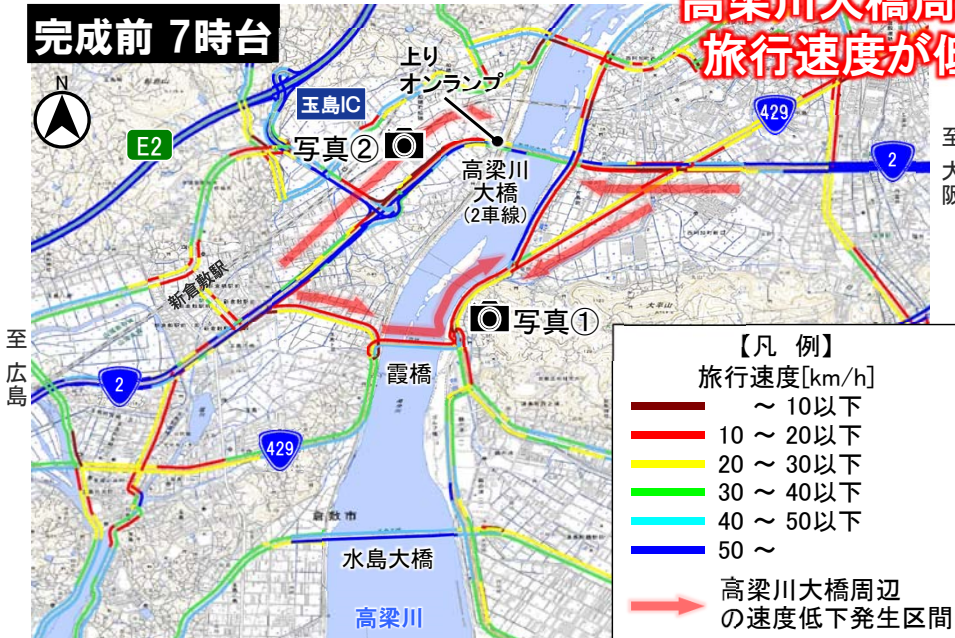 完成前 7時台
高梁川大橋周
旅行速度が低
N
上り
オンランプ
玉島IC
E2
写真②
429
2
至
大
阪
高梁川
大橋
(2車線)
新倉敷駅
写真①
大平山
霞橋
至
広
島
2
429
倉敷市
水島大橋
高梁川
【凡 例】
旅行速度[km/h]
～ 10以下
10 ～ 20以下
20 ～ 30以下
30 ～ 40以下
40 ～ 50以下
50 ～
高梁川大橋周辺
の速度低下発生区間